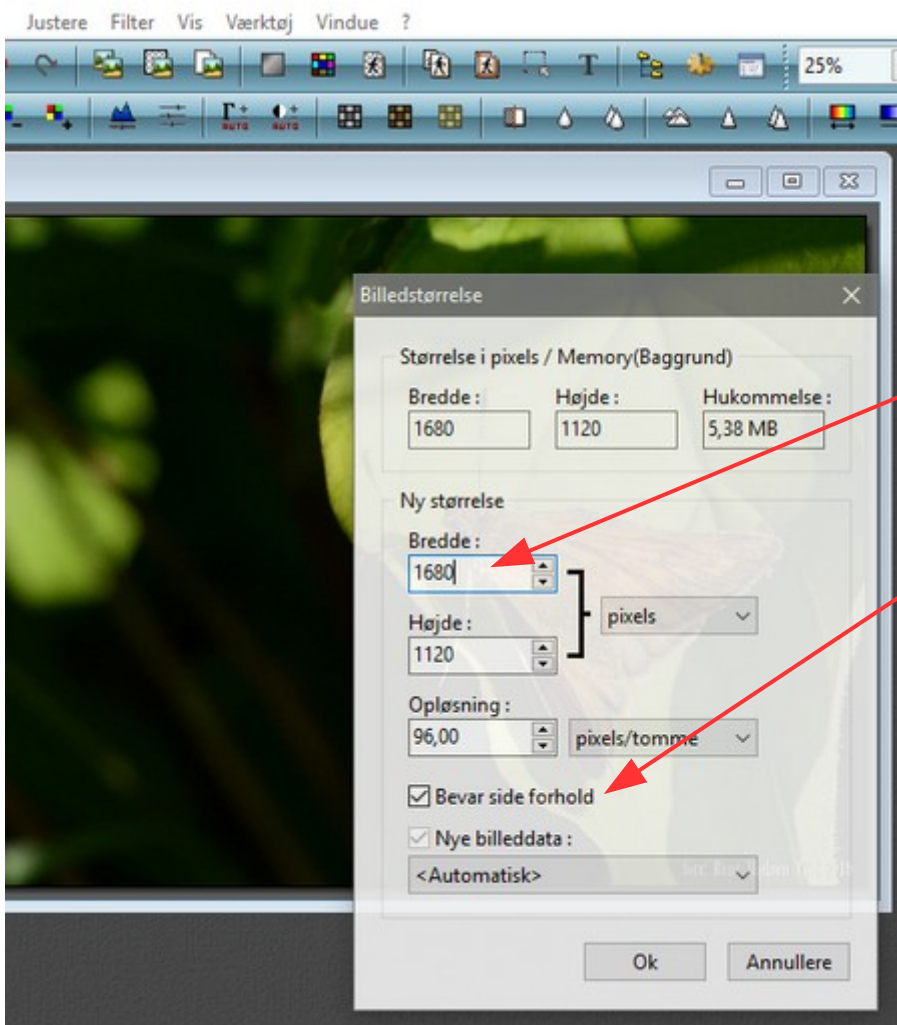 Justere Filter Vis Værktøj Vindue ?
T 25%
AUTO AUTO
Billedstørrelse
Størrelse i pixels / Memory(Baggrund)
Bredde : Højde : Hukommelse :
1680 1120 5,38 MB
Ny størrelse
Bredde :
1680
pixels
Højde :
1120
Opløsning :
96,00 pixels/tomme
Bevar side forhold
Nye billeddata :
<Automatisk>
Ok Annullere